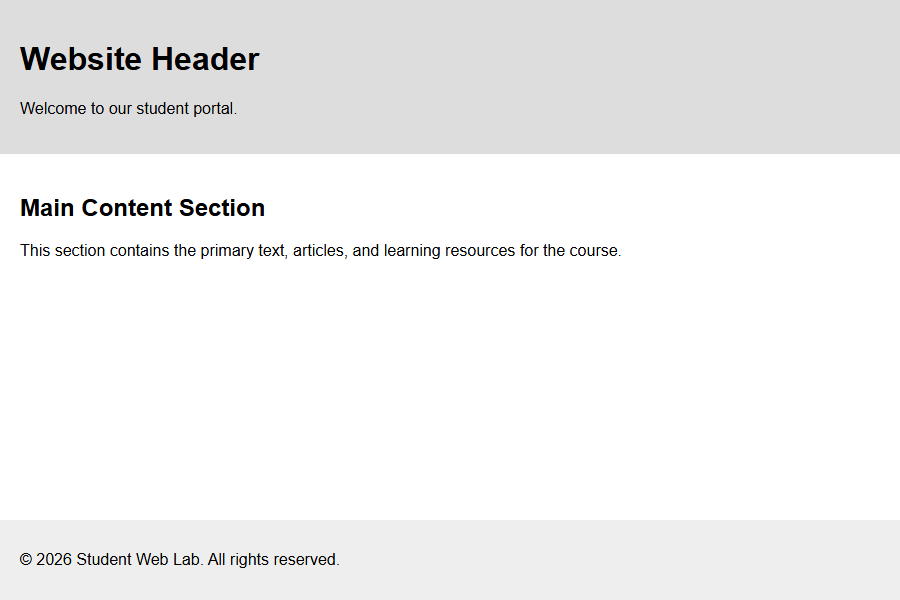 Website Header
Welcome to our student portal.
Main Content Section
This section contains the primary text, articles, and learning resources for the course.
© 2026 Student Web Lab. All rights reserved.